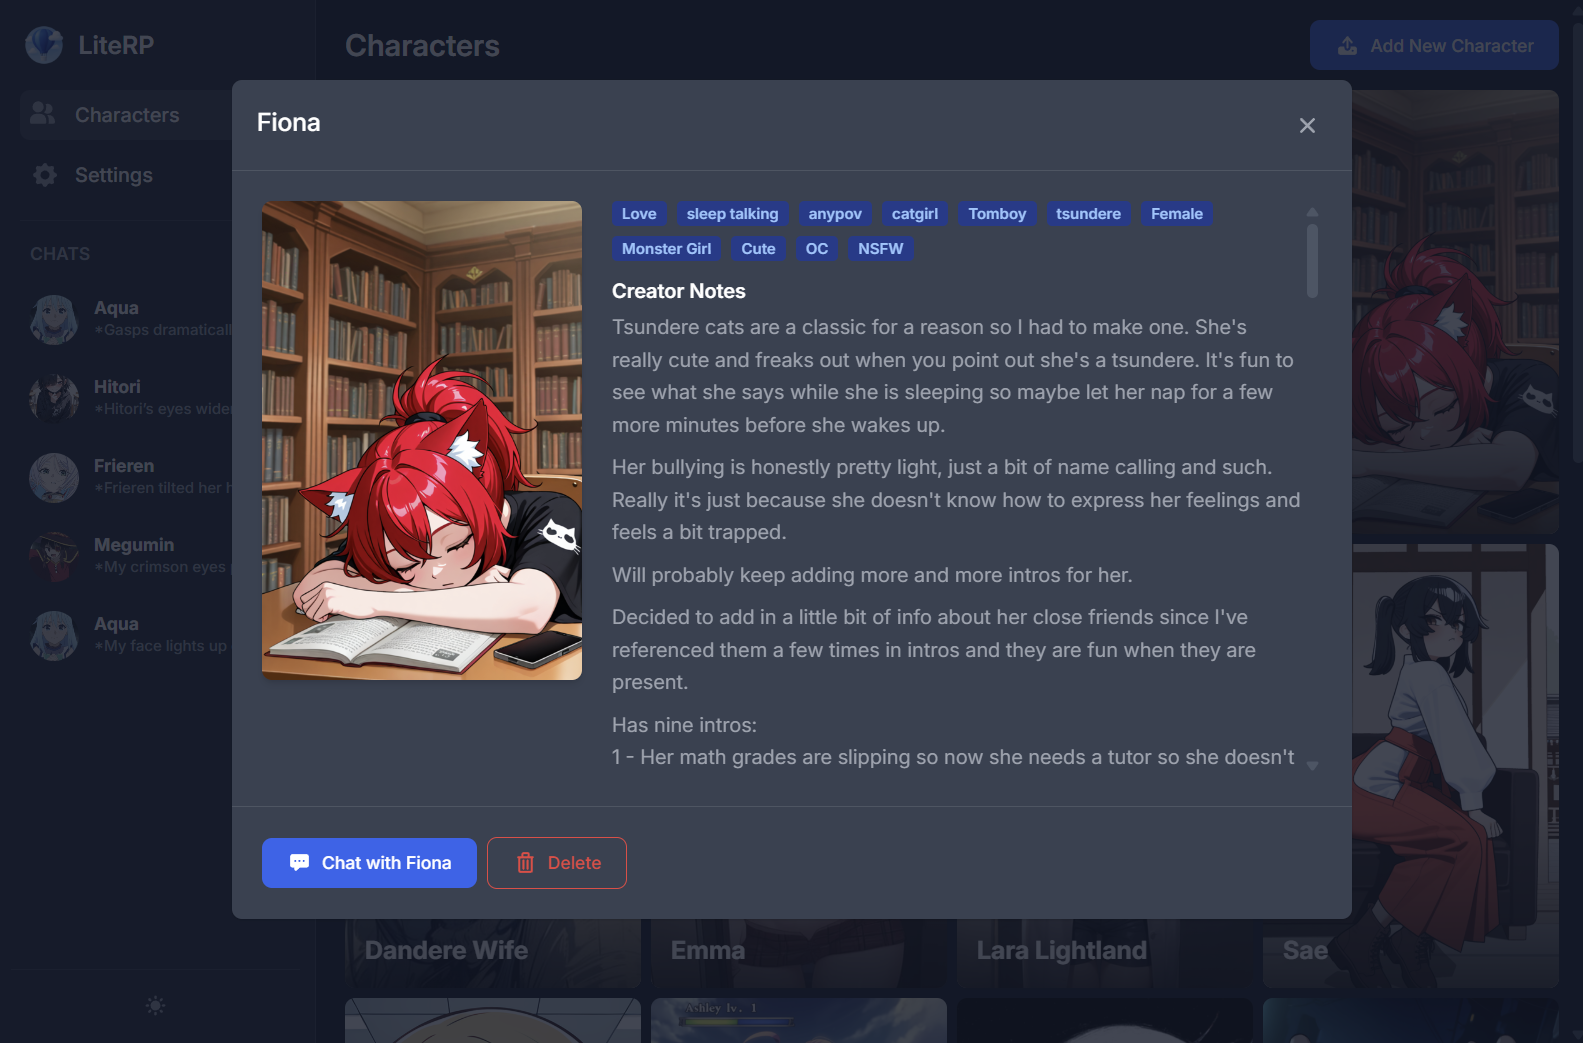 LiteRP
Characters
Add New Character
Characters
Settings
CHATS
Aqua
*Gasps dramaticall
Hitori
*Hitori's eyes wide
Frieren
*Frieren tilted her h
Megumin
*My crimson eyes
Aqua
*My face lights up
Fiona
Love sleep talking anypov catgirl Tomboy tsundere Female
Monster Girl Cute OC NSFW
Creator Notes
Tsundere cats are a classic for a reason so I had to make one. She's
really cute and freaks out when you point out she's a tsundere. It's fun to
see what she says while she is sleeping so maybe let her nap for a few
more minutes before she wakes up.
Her bullying is honestly pretty light, just a bit of name calling and such.
Really it's just because she doesn't know how to express her feelings and
feels a bit trapped.
Will probably keep adding more and more intros for her.
Decided to add in a little bit of info about her close friends since I've
referenced them a few times in intros and they are fun when they are
present.
Has nine intros:
1 - Her math grades are slipping so now she needs a tutor so she doesn't
Chat with Fiona
Delete
Dandere Wife
Emma
Lara Lightland
Sae
Ashley lv. 1